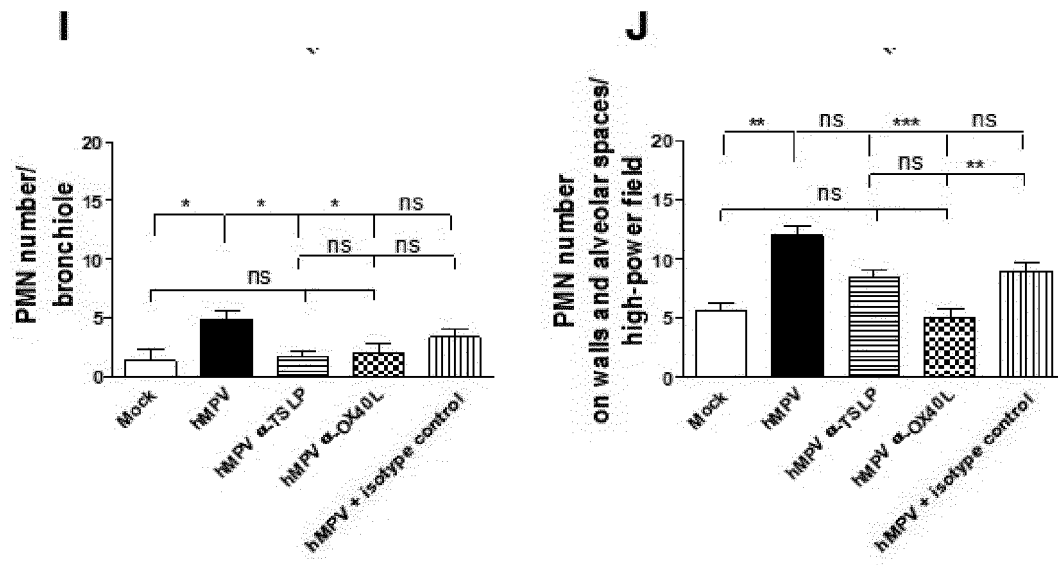 I
PMN number/
bronchiole
20
15
10
5
0
* * * ns
ns ns
ns
Mock
hMPV
hMPV α-TSLP
hMPV α-OX40L
hMPV + isotype control
J
PMN number
on walls and alveolar spaces/
high-power field
20
15
10
5
0
** ns *** ns
ns **
ns
Mock
hMPV
hMPV α-TSLP
hMPV α-OX40L
hMPV + isotype control